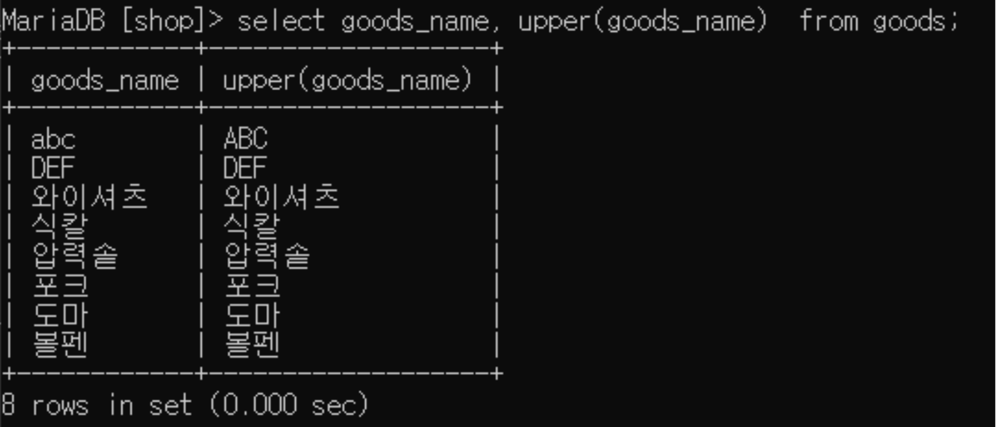 MariaDB [shop]> select goods_name, upper(goods_name)  from goods;
+------------+-------------------+
| goods_name | upper(goods_name) |
+------------+-------------------+
| abc        | ABC               |
| DEF        | DEF               |
| 와이셔츠   | 와이셔츠          |
| 식칼       | 식칼              |
| 압력솥     | 압력솥            |
| 포크       | 포크              |
| 도마       | 도마              |
| 볼펜       | 볼펜              |
+------------+-------------------+
8 rows in set (0.000 sec)